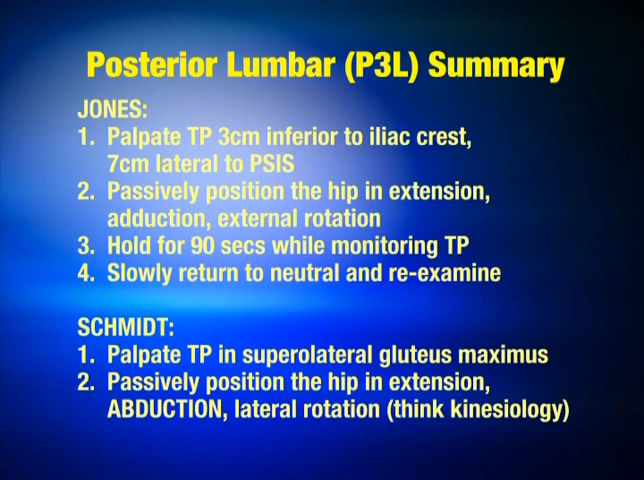 Posterior Lumbar (P3L) Summary
JONES:
1. Palpate TP 3cm inferior to iliac crest,
7cm lateral to PSIS
2. Passively position the hip in extension,
adduction, external rotation
3. Hold for 90 secs while monitoring TP
4. Slowly return to neutral and re-examine
SCHMIDT:
1. Palpate TP in superolateral gluteus maximus
2. Passively position the hip in extension,
ABDUCTION, lateral rotation (think kinesiology)